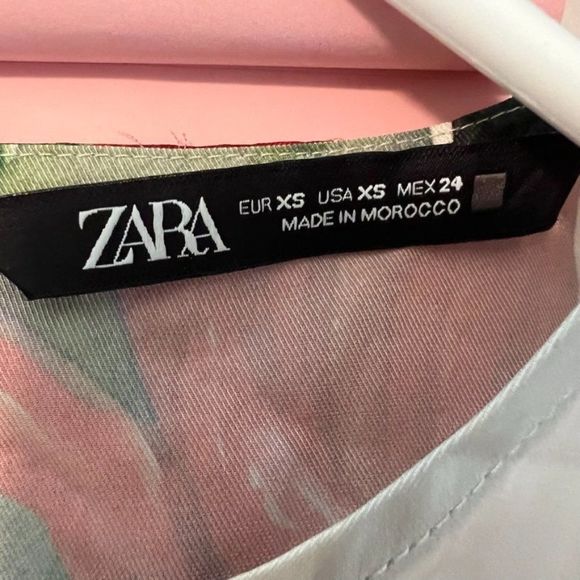 ZARA
EUR XS USA XS MEX 24
MADE IN MOROCCO